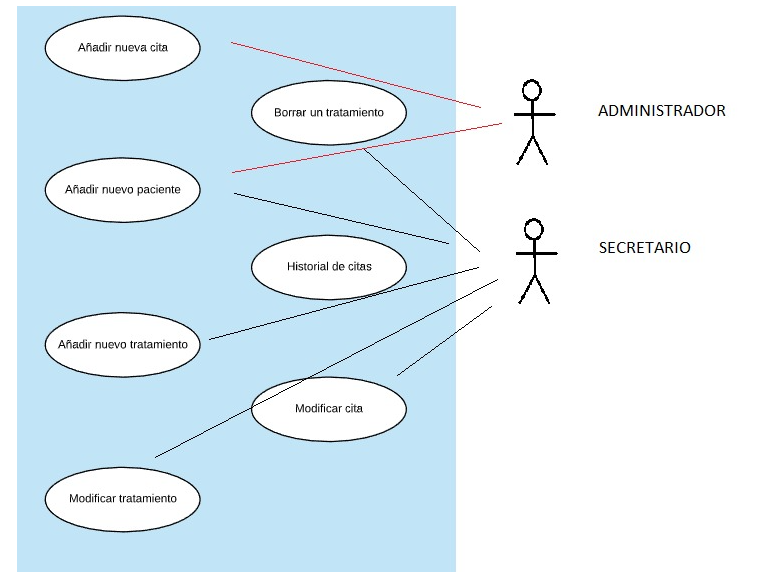 Añadir nueva cita
Borrar un tratamiento
ADMINISTRADOR
Añadir nuevo paciente
SECRETARIO
Historial de citas
Añadir nuevo tratamiento
Modificar cita
Modificar tratamiento